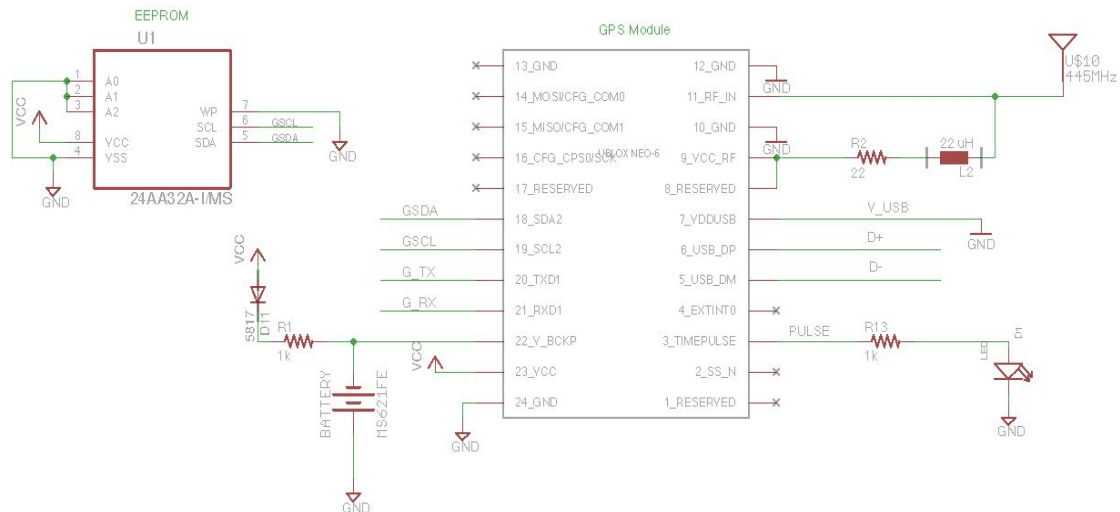 EEPROM
U1
1 A0
2 A1
3 A2
WP 7
SCL 6 GSCL
8 VCC
SDA 5 GSDA
4 VSS
VCC
GND
GND
24AA32A-I/MS
GPS Module
UBLOX NEO-6
13_GND
14_MOSI/CFG_COM0
15_MISO/CFG_COM1
16_CFG_CPS0/SCK
17_RESERVED
GSDA 18_SDA2
GSCL 19_SCL2
G_TX 20_TXD1
G_RX 21_RXD1
22_V_BCKP
VCC 23_VCC
24_GND
GND
12_GND
GND
11_RF_IN
10_GND
GND
9_VCC_RF
8_RESERVED
7_VDDUSB V_USB
GND
6_USB_DP D+
5_USB_DM D-
4_EXTINT0
3_TIMEPULSE PULSE
2_SS_N
1_RESERVED
U$10
445MHz
R2
22
22 uH
L2
R13
1k
LED
D1
GND
VCC
5817
D11
R1
1k
BATTERY
MS621FE
GND